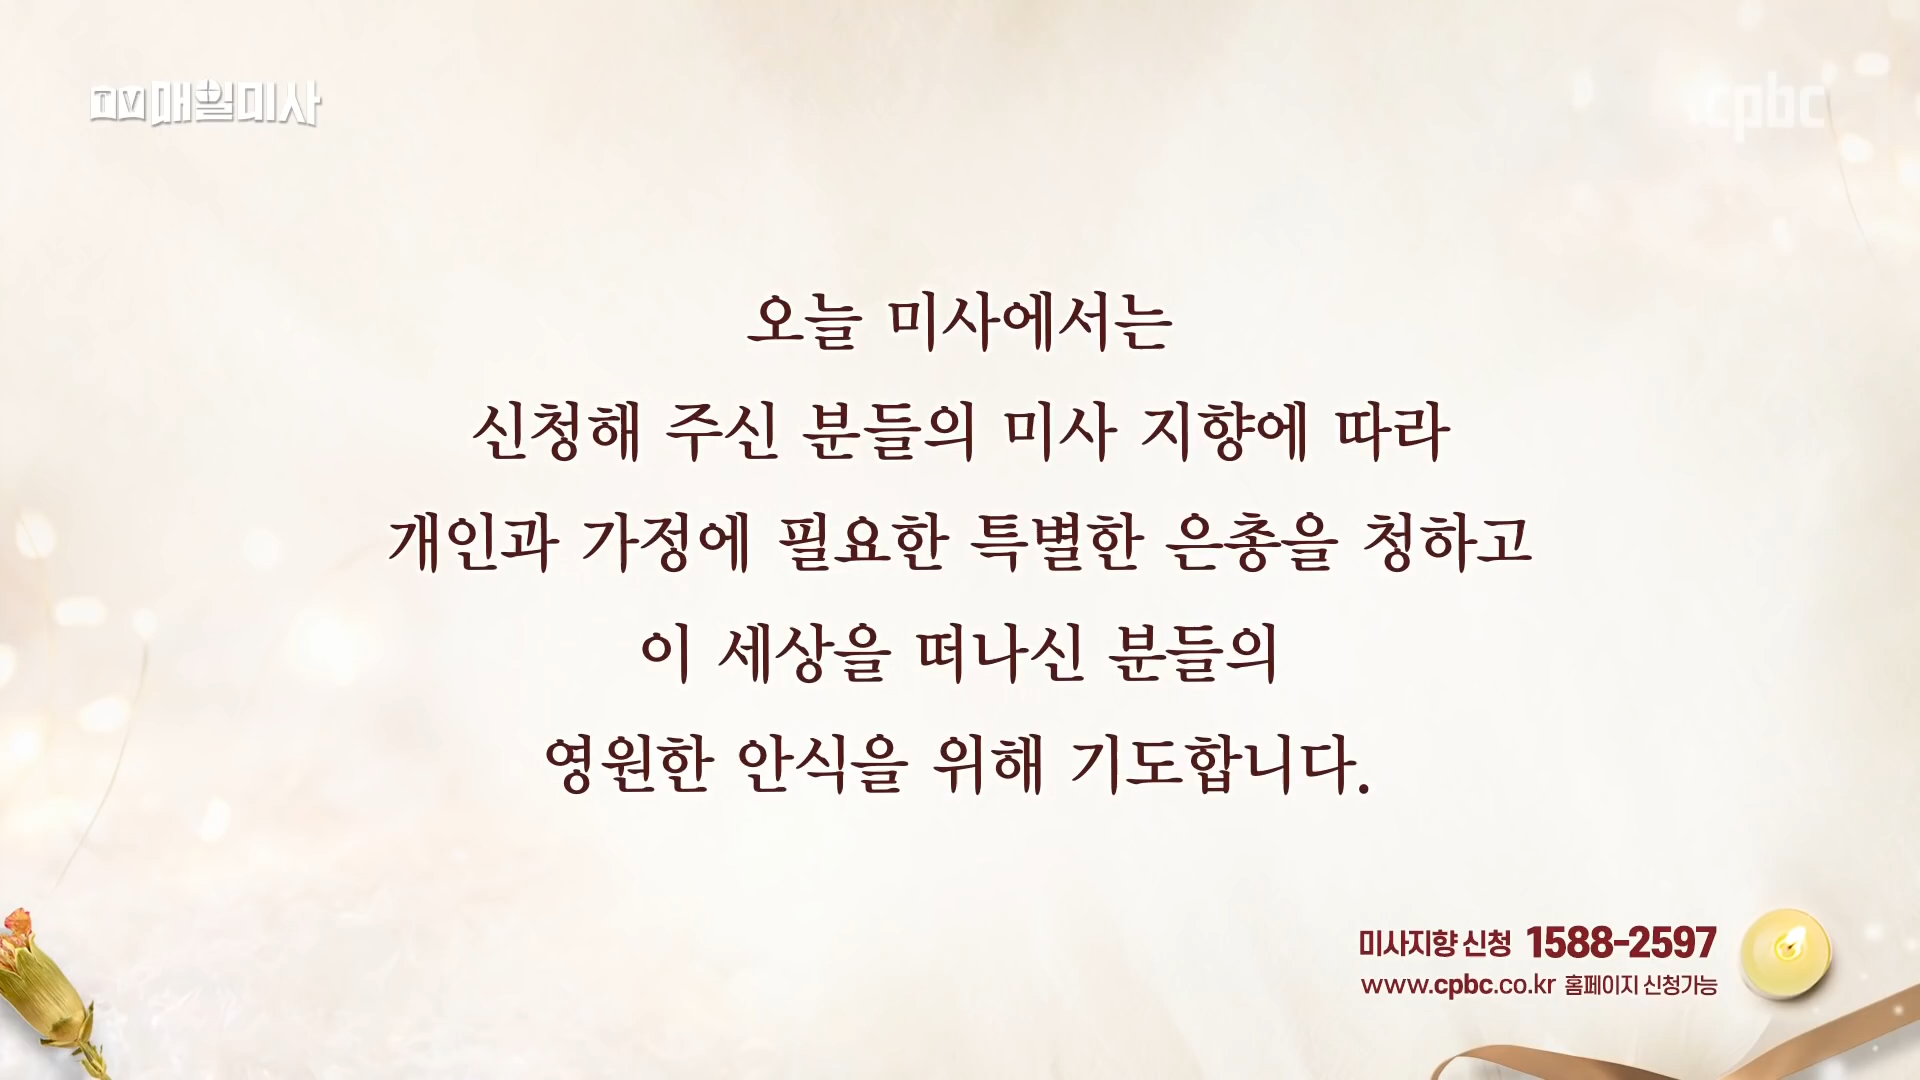 TV매일미사
cpbc
오늘 미사에서는
신청해 주신 분들의 미사 지향에 따라
개인과 가정에 필요한 특별한 은총을 청하고
이 세상을 떠나신 분들의
영원한 안식을 위해 기도합니다.
미사지향 신청 1588-2597
www.cpbc.co.kr 홈페이지 신청가능